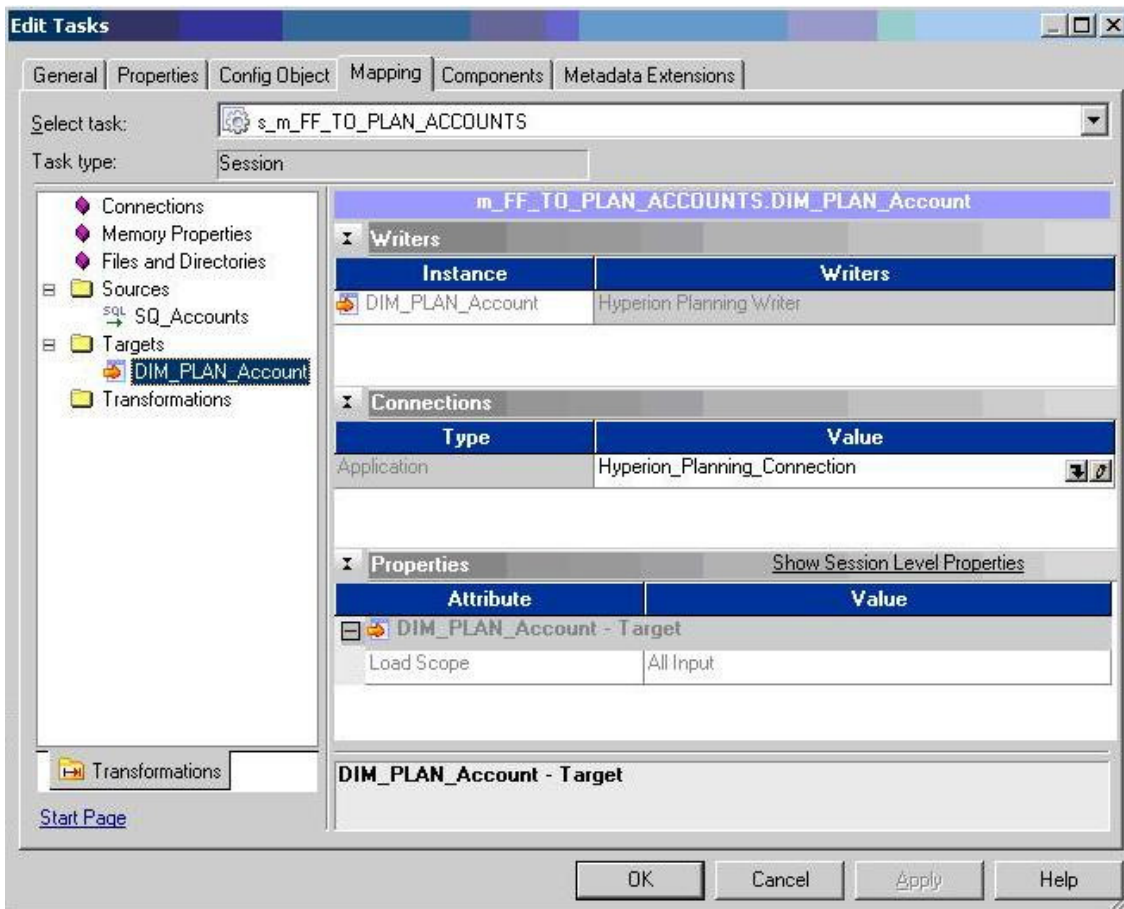 Edit Tasks
General Properties Config Object Mapping Components Metadata Extensions
Select task: s_m_FF_TO_PLAN_ACCOUNTS
Task type: Session
Connections
Memory Properties
Files and Directories
Sources
SQL SQ_Accounts
Targets
DIM_PLAN_Account
Transformations
Transformations
Start Page
m_FF_TO_PLAN_ACCOUNTS.DIM_PLAN_Account
Writers
Instance Writers
DIM_PLAN_Account Hyperion Planning Writer
Connections
Type Value
Application Hyperion_Planning_Connection
Properties Show Session Level Properties
Attribute Value
DIM_PLAN_Account - Target
Load Scope All Input
DIM_PLAN_Account - Target
OK Cancel Apply Help